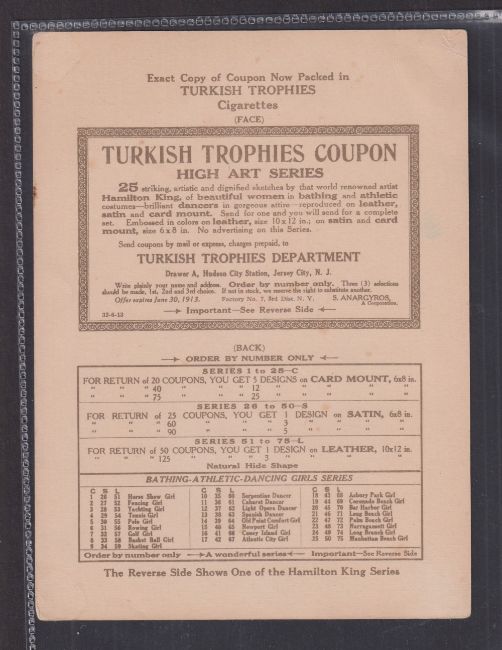 Exact Copy of Coupon Now Packed in
TURKISH TROPHIES
Cigarettes
(FACE)
TURKISH TROPHIES COUPON
HIGH ART SERIES
25 striking, artistic and dignified sketches by that world renowned artist
Hamilton King, of beautiful women in bathing and athletic
costumes—brilliant dancers in gorgeous attire—reproduced on leather,
satin and card mount. Send for one and you will send for a complete
set. Embossed in colors on leather, size 10 x 12 in.; on satin and card
mount, size 6 x 8 in. No advertising on this Series.
Send coupons by mail or express, charges prepaid, to
TURKISH TROPHIES DEPARTMENT
Drawer A, Hudson City Station, Jersey City, N. J.
Write plainly your name and address. Order by number only. Three (3) selections
should be made, 1st, 2nd and 3rd choice. If not in stock, we reserve the right to substitute another.
Offer expires June 30, 1913. Factory No. 7, 3rd Dist. N. Y. S. ANARGYROS,
A Corporation.
Important—See Reverse Side
(BACK)
ORDER BY NUMBER ONLY
SERIES 1 to 25—C
FOR RETURN of 20 COUPONS, YOU GET 5 DESIGNS on CARD MOUNT, 6x8 in.
" " " 40 " " " 12 " " " " "
" " " 75 " " " 25 " " " " "
SERIES 26 to 50—S
FOR RETURN of 25 COUPONS, YOU GET 1 DESIGN on SATIN, 6x8 in.
" " " 60 " " " 3 " " " "
" " " 90 " " " 5 " " " "
SERIES 51 to 75—L
FOR RETURN of 50 COUPONS, YOU GET 1 DESIGN on LEATHER, 10x12 in.
" " " 125 " " " 3 " " " "
Natural Hide Shape
BATHING-ATHLETIC-DANCING GIRLS SERIES
C S L C S L C S L
1 26 51 Horse Show Girl 10 35 60 Serpentine Dancer 18 43 68 Asbury Park Girl
2 27 52 Fencing Girl 11 36 61 Cabaret Dancer 19 44 69 Coronado Beach Girl
3 28 53 Yachting Girl 12 37 62 Light Opera Dancer 20 45 70 Bar Harbor Girl
4 29 54 Tennis Girl 13 38 63 Spanish Dancer 21 46 71 Long Beach Girl
5 30 55 Polo Girl 14 39 64 Old Point Comfort Girl 22 47 72 Palm Beach Girl
6 31 56 Rowing Girl 15 40 65 Newport Girl 23 48 73 Narragansett Girl
7 32 57 Golf Girl 16 41 66 Coney Island Girl 24 49 74 Long Branch Girl
8 33 58 Basket Ball Girl 17 42 67 Atlantic City Girl 25 50 75 Manhattan Beach Girl
9 34 59 Skating Girl
Order by number only A wonderful series Important—See Reverse Side
The Reverse Side Shows One of the Hamilton King Series